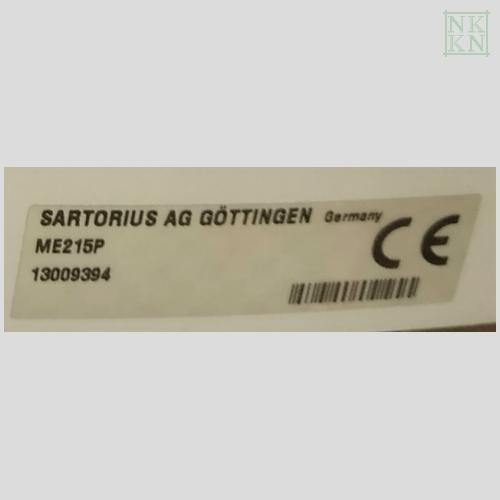 NK
KN
SARTORIUS AG GÖTTINGEN Germany
ME215P
13009394
CE